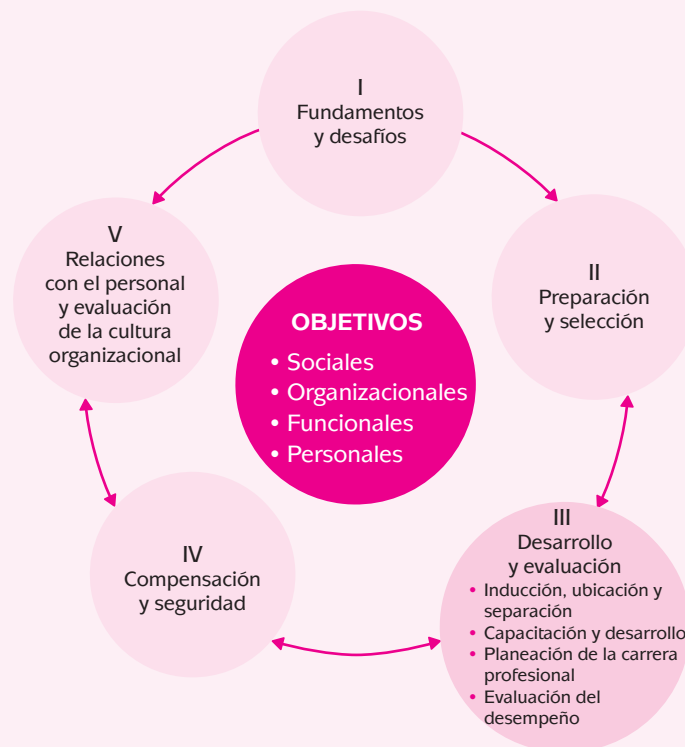 I
Fundamentos
y desafíos
II
Preparación
y selección
III
Desarrollo
y evaluación
• Inducción, ubicación y
separación
• Capacitación y desarrollo
• Planeación de la carrera
profesional
• Evaluación del
desempeño
IV
Compensación
y seguridad
V
Relaciones
con el personal
y evaluación
de la cultura
organizacional
OBJETIVOS
• Sociales
• Organizacionales
• Funcionales
• Personales